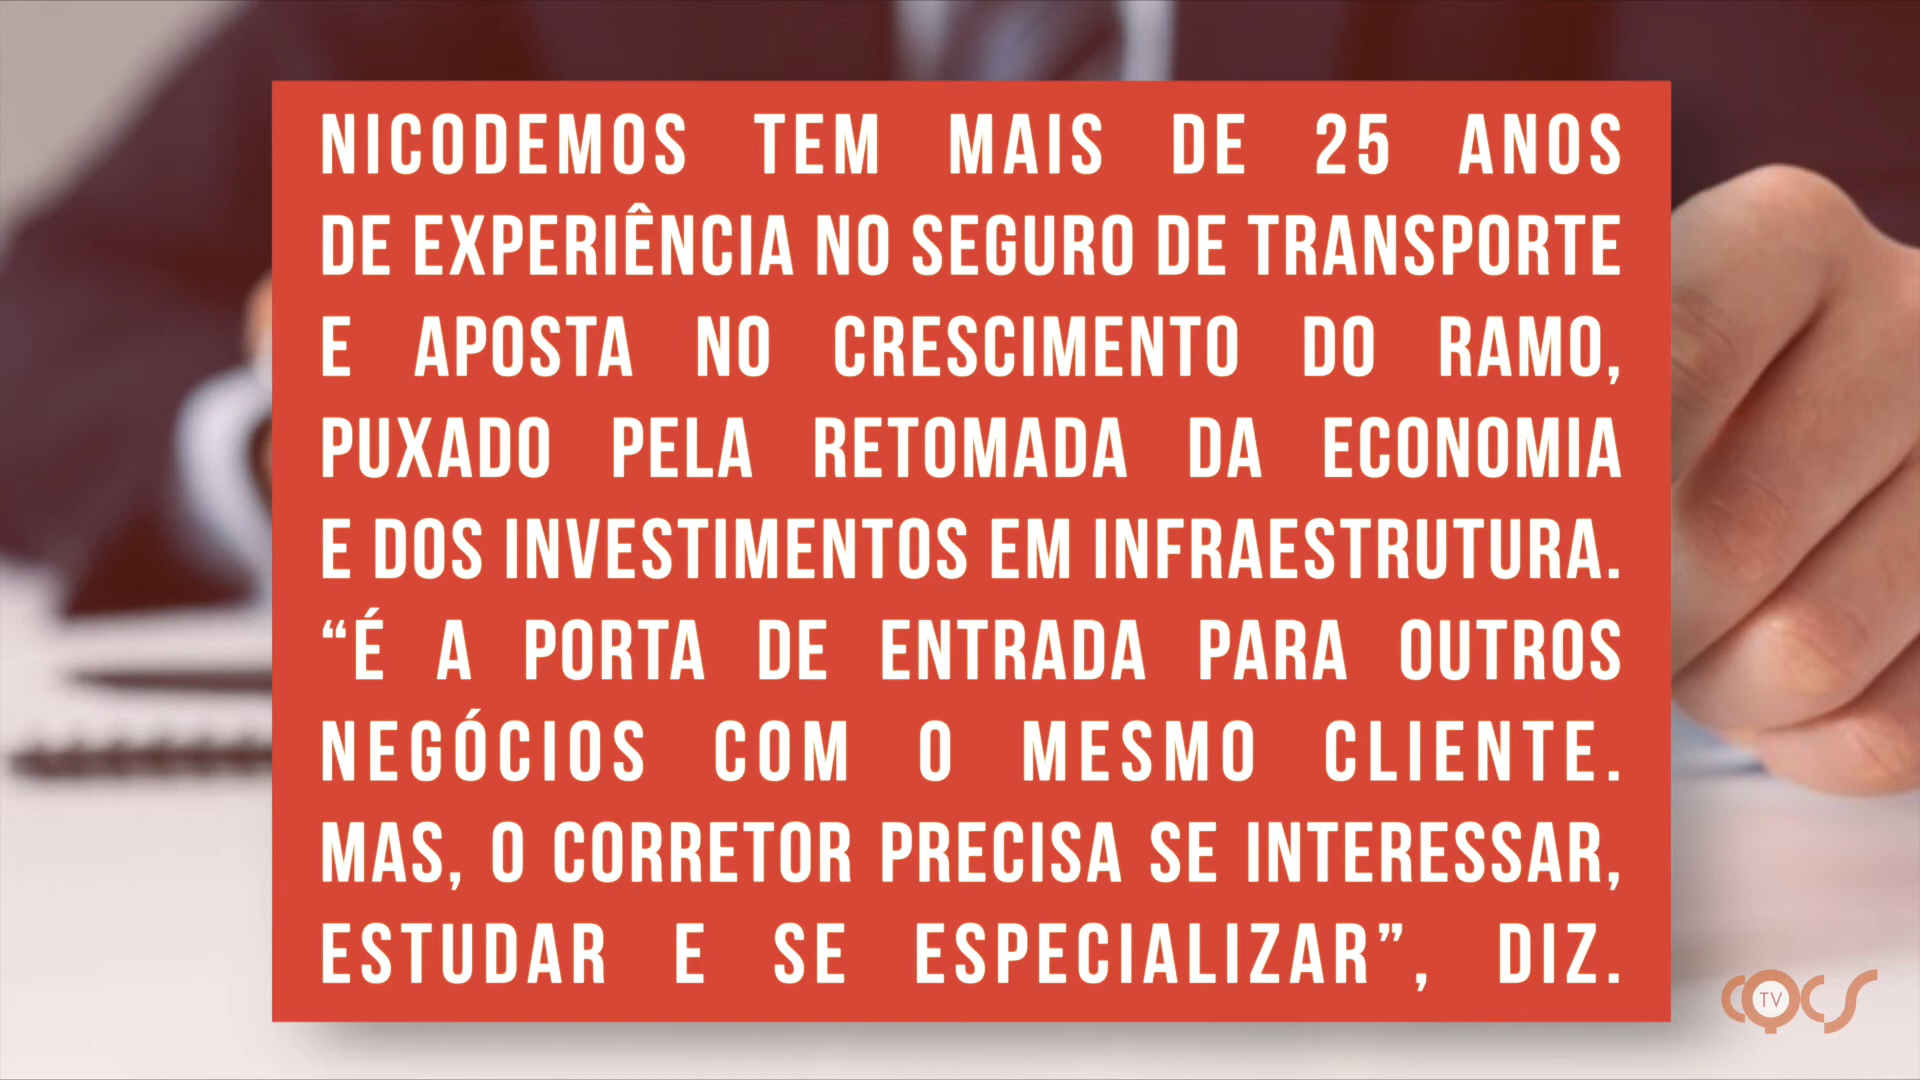 NICODEMOS TEM MAIS DE 25 ANOS
DE EXPERIÊNCIA NO SEGURO DE TRANSPORTE
E APOSTA NO CRESCIMENTO DO RAMO,
PUXADO PELA RETOMADA DA ECONOMIA
E DOS INVESTIMENTOS EM INFRAESTRUTURA.
“É A PORTA DE ENTRADA PARA OUTROS
NEGÓCIOS COM O MESMO CLIENTE.
MAS, O CORRETOR PRECISA SE INTERESSAR,
ESTUDAR E SE ESPECIALIZAR”, DIZ.
CQCS
TV